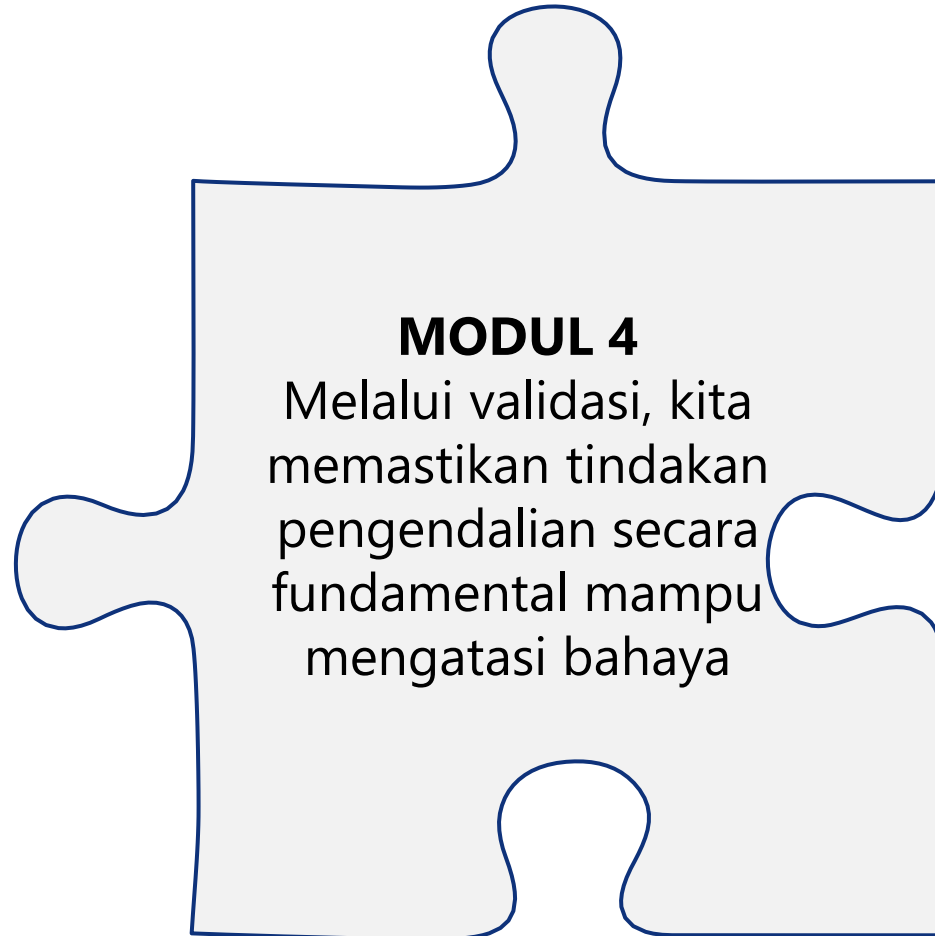 MODUL 4
Melalui validasi, kita
memastikan tindakan
pengendalian secara
fundamental mampu
mengatasi bahaya